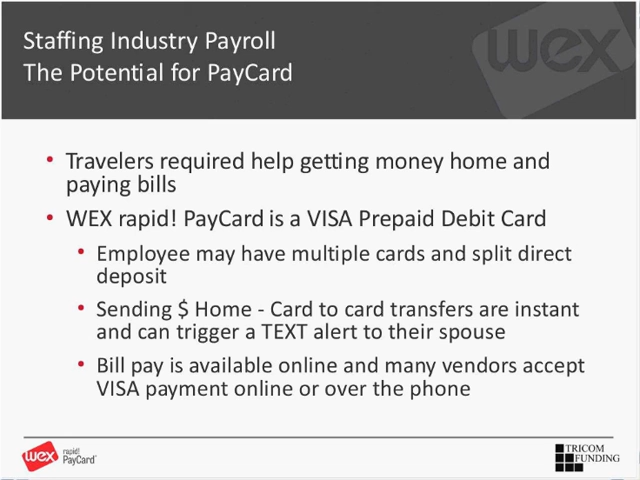 Staffing Industry Payroll
The Potential for PayCard
wex
• Travelers required help getting money home and
paying bills
• WEX rapid! PayCard is a VISA Prepaid Debit Card
• Employee may have multiple cards and split direct
deposit
• Sending $ Home - Card to card transfers are instant
and can trigger a TEXT alert to their spouse
• Bill pay is available online and many vendors accept
VISA payment online or over the phone
wex
rapid!
PayCard
TRICOM
FUNDING